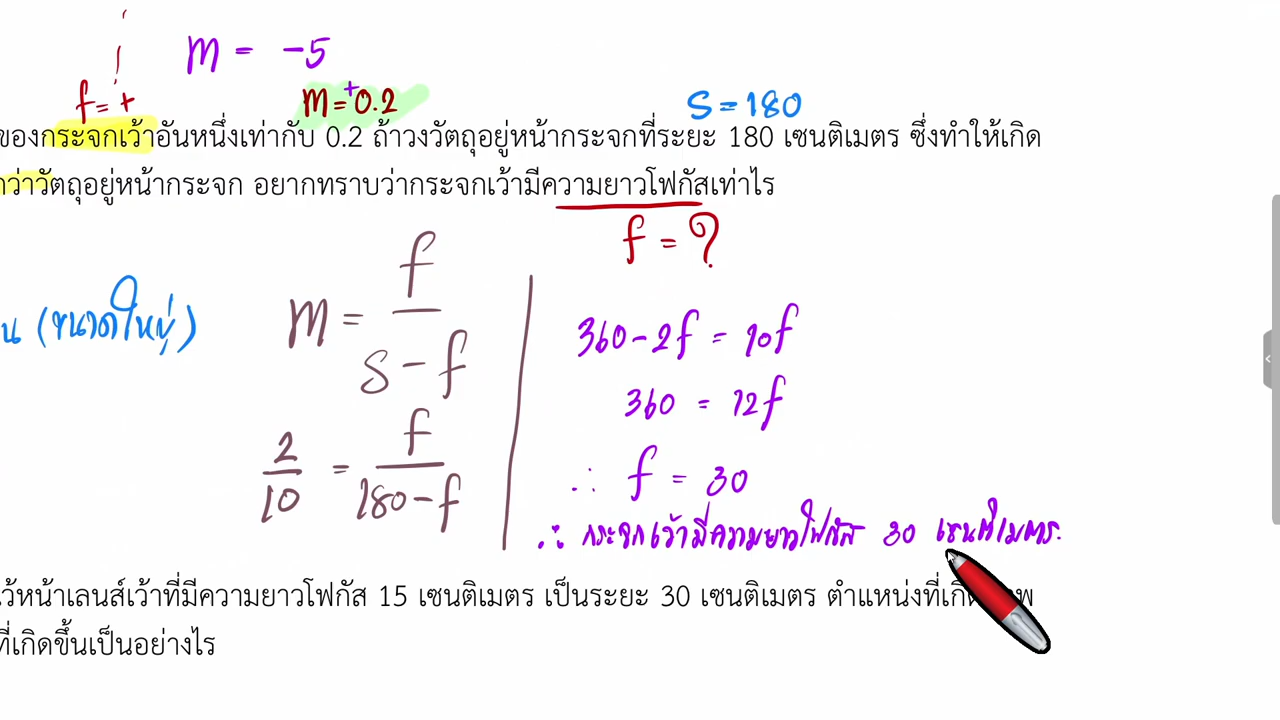 m = -5
f = +
m = +0.2
s = 180
ของกระจกเว้าอันหนึ่งเท่ากับ 0.2 ถ้าวงวัตถุอยู่หน้ากระจกที่ระยะ 180 เซนติเมตร ซึ่งทำให้เกิด
กว่าวัตถุอยู่หน้ากระจก อยากทราบว่ากระจกเว้ามีความยาวโฟกัสเท่าไร
f = ?
น (ขนาดใหญ่)
m = f / s - f
2/10 = f / 180 - f
360 - 2f = 10f
360 = 12f
∴ f = 30
∴ กระจกเว้ามีความยาวโฟกัส 30 เซนติเมตร.
ว้หน้าเลนส์เว้าที่มีความยาวโฟกัส 15 เซนติเมตร เป็นระยะ 30 เซนติเมตร ตำแหน่งที่เกิดภาพ
ที่เกิดขึ้นเป็นอย่างไร